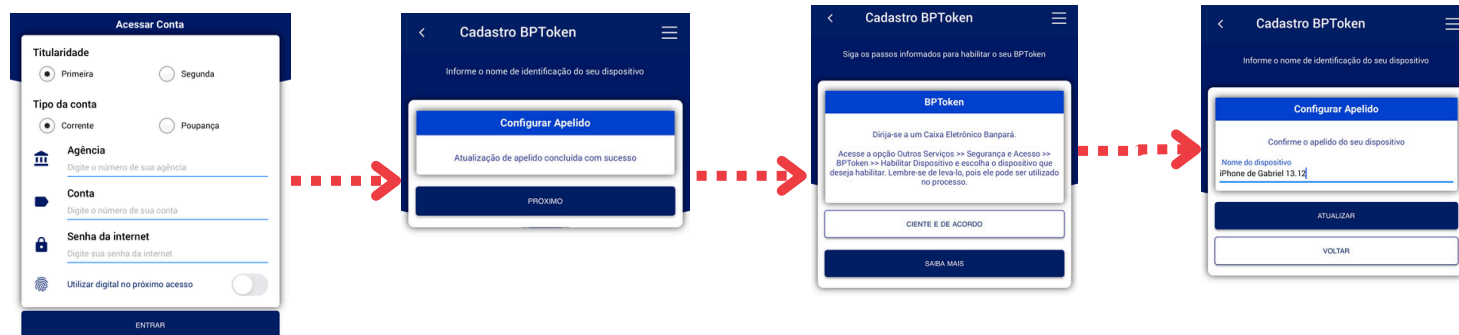 Acessar Conta
Titularidade
Primeira
Segunda
Tipo da conta
Corrente
Poupança
Agência
Digite o número de sua agência
Conta
Digite o número de sua conta
Senha da internet
Digite sua senha da internet
Utilizar digital no próximo acesso
ENTRAR
Cadastro BPToken
Informe o nome de identificação do seu dispositivo
Configurar Apelido
Atualização de apelido concluída com sucesso
PROXIMO
Cadastro BPToken
Siga os passos informados para habilitar o seu BPToken
BPToken
Dirija-se a um Caixa Eletrônico Banpará.
Acesse a opção Outros Serviços >> Segurança e Acesso >>
BPToken >> Habilitar Dispositivo e escolha o dispositivo que
deseja habilitar. Lembre-se de leva-lo, pois ele pode ser utilizado
no processo.
CIENTE E DE ACORDO
SAIBA MAIS
Cadastro BPToken
Informe o nome de identificação do seu dispositivo
Configurar Apelido
Confirme o apelido do seu dispositivo
Nome do dispositivo
iPhone de Gabriel 13.12
ATUALIZAR
VOLTAR